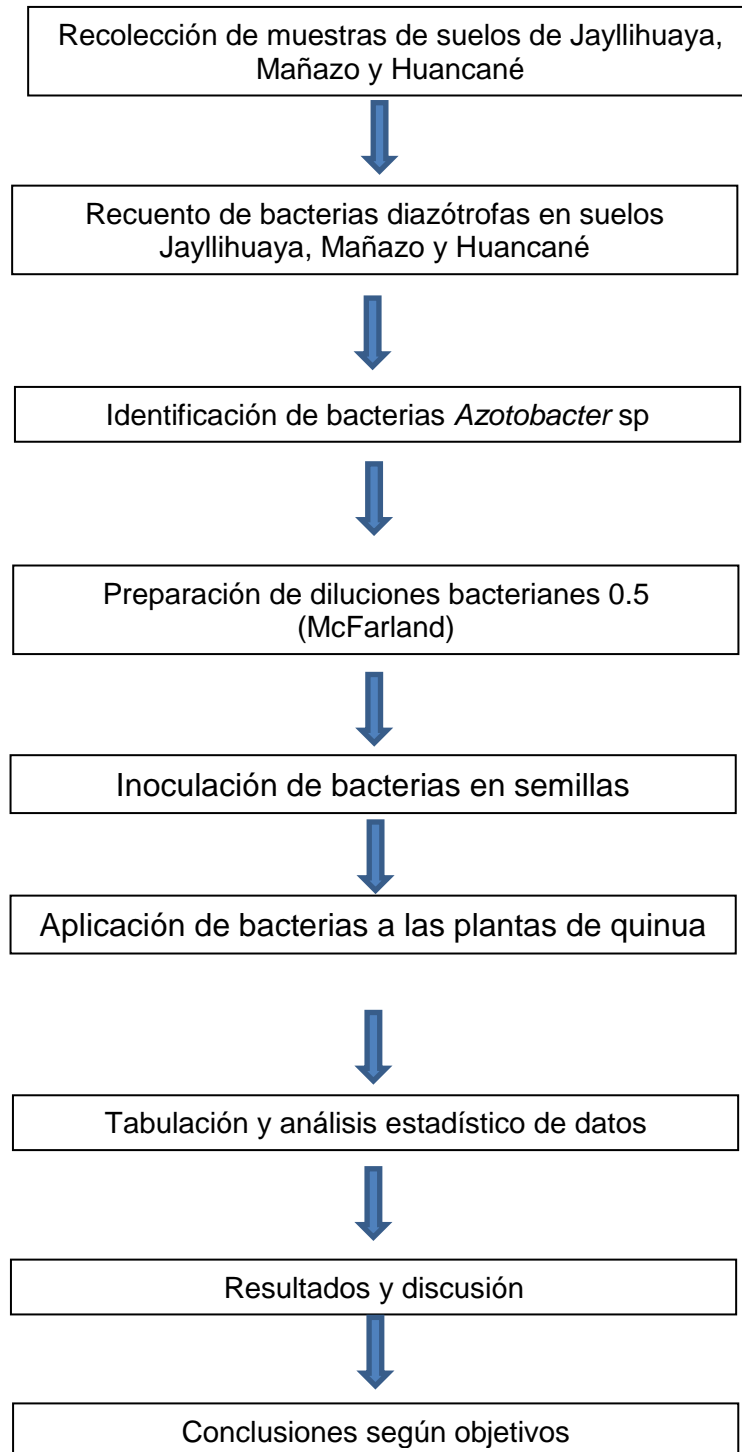 Recolección de muestras de suelos de Jayllihuaya,
Mañazo y Huancané
Recuento de bacterias diazótrofas en suelos
Jayllihuaya, Mañazo y Huancané
Identificación de bacterias Azotobacter sp
Preparación de diluciones bacterianes 0.5
(McFarland)
Inoculación de bacterias en semillas
Aplicación de bacterias a las plantas de quinua
Tabulación y análisis estadístico de datos
Resultados y discusión
Conclusiones según objetivos